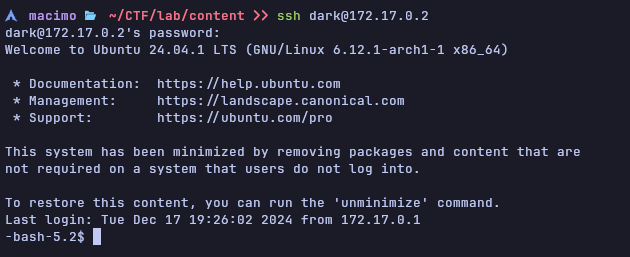 macimo ~/CTF/lab/content >> ssh dark@172.17.0.2
dark@172.17.0.2's password:
Welcome to Ubuntu 24.04.1 LTS (GNU/Linux 6.12.1-arch1-1 x86_64)
* Documentation: https://help.ubuntu.com
* Management: https://landscape.canonical.com
* Support: https://ubuntu.com/pro
This system has been minimized by removing packages and content that are
not required on a system that users do not log into.
To restore this content, you can run the 'unminimize' command.
Last login: Tue Dec 17 19:26:02 2024 from 172.17.0.1
-bash-5.2$